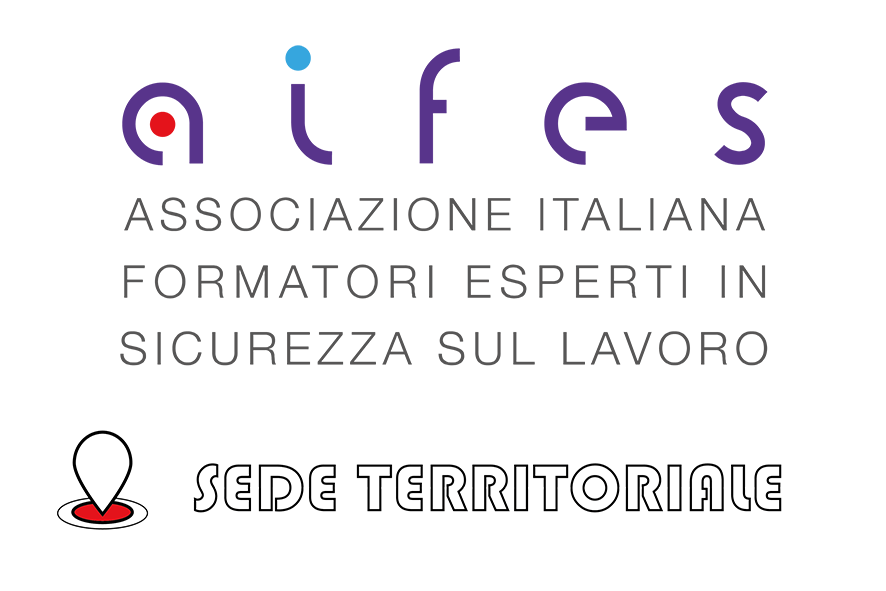 aifes
ASSOCIAZIONE ITALIANA
FORMATORI ESPERTI IN
SICUREZZA SUL LAVORO
SEDE TERRITORIALE